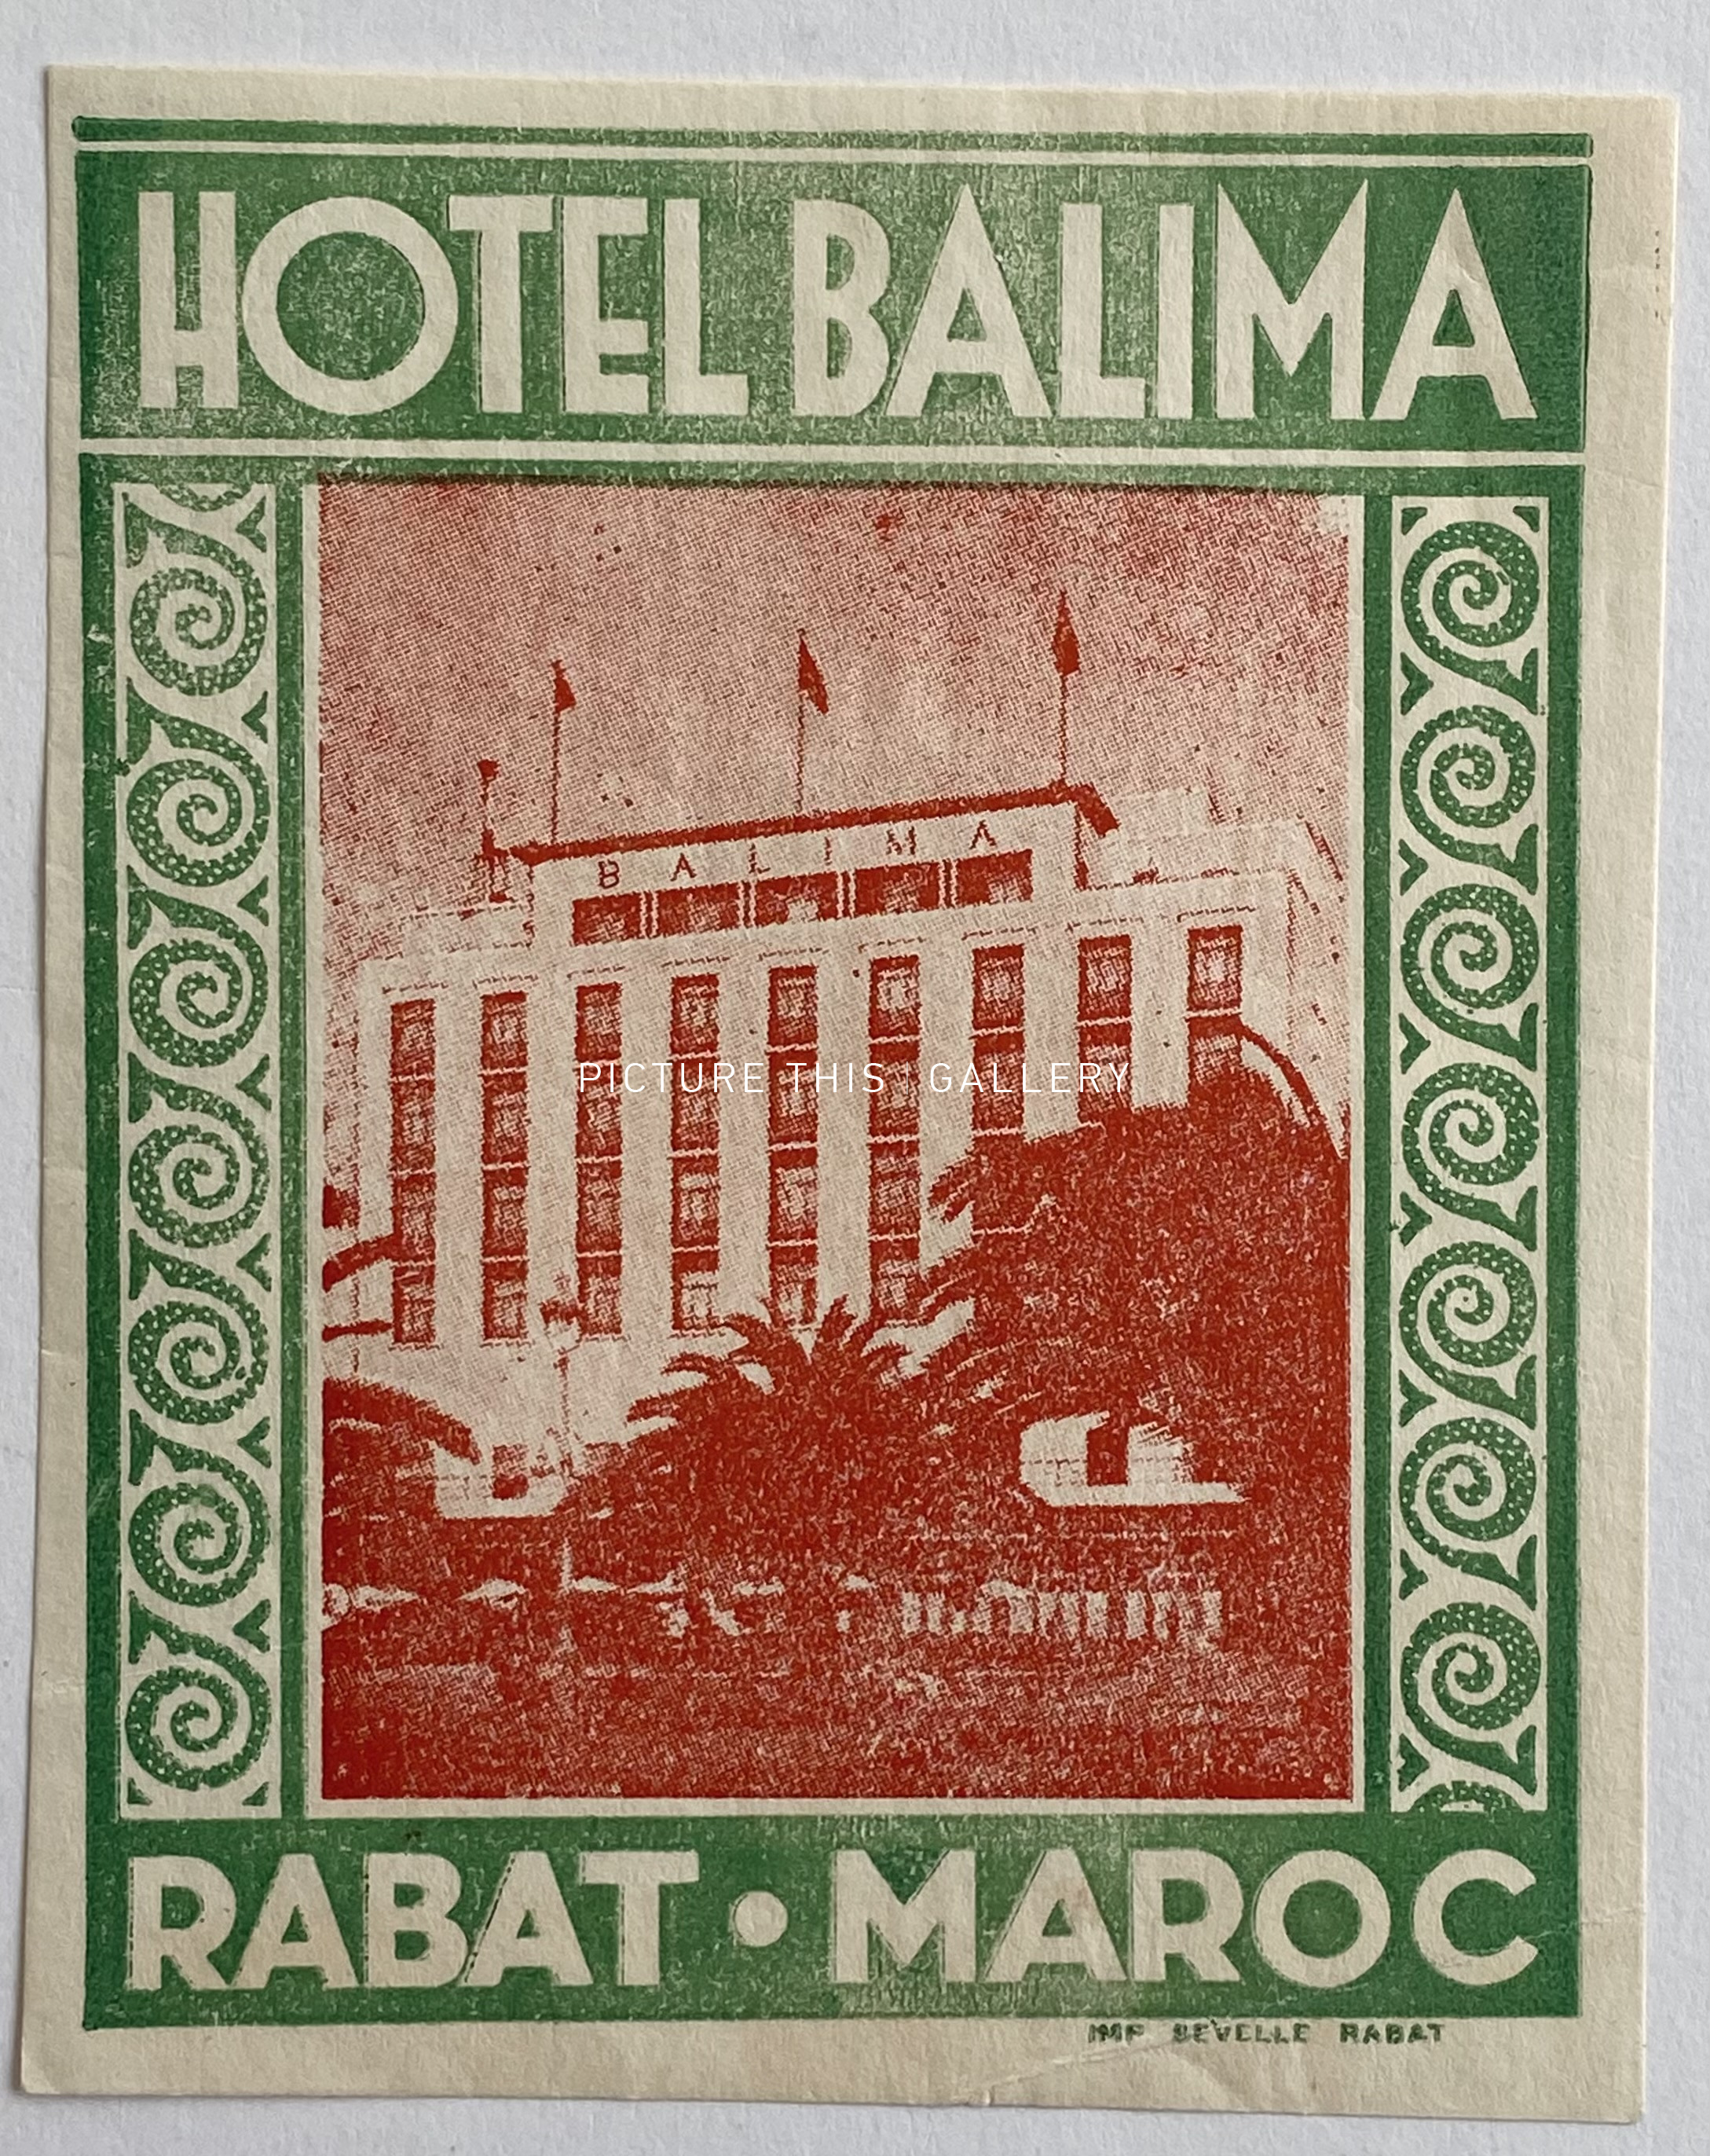 HOTEL BALIMA
BALIMA
PICTURE THIS GALLERY
RABAT • MAROC
IMP SEVELLE RABAT